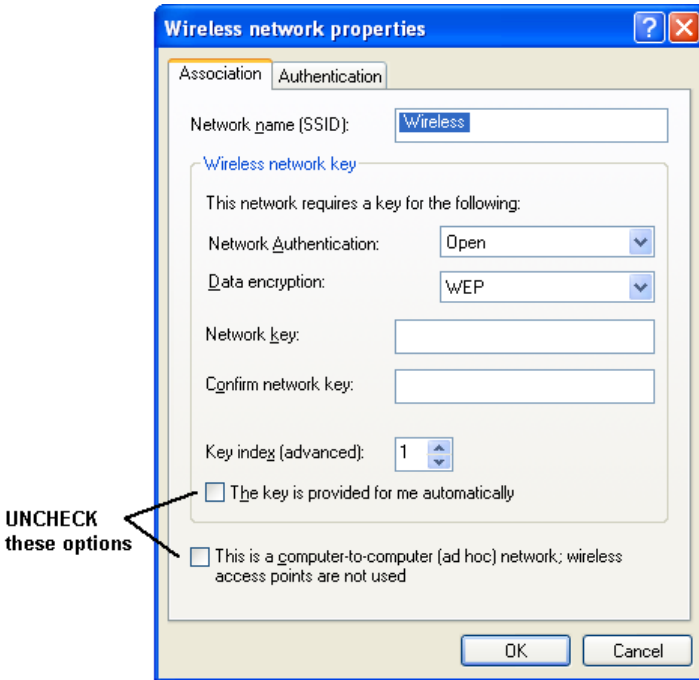 Wireless network properties
Association Authentication
Network name (SSID): Wireless
Wireless network key
This network requires a key for the following:
Network Authentication: Open
Data encryption: WEP
Network key:
Confirm network key:
Key index (advanced): 1
The key is provided for me automatically
UNCHECK
these options
This is a computer-to-computer (ad hoc) network; wireless
access points are not used
OK Cancel